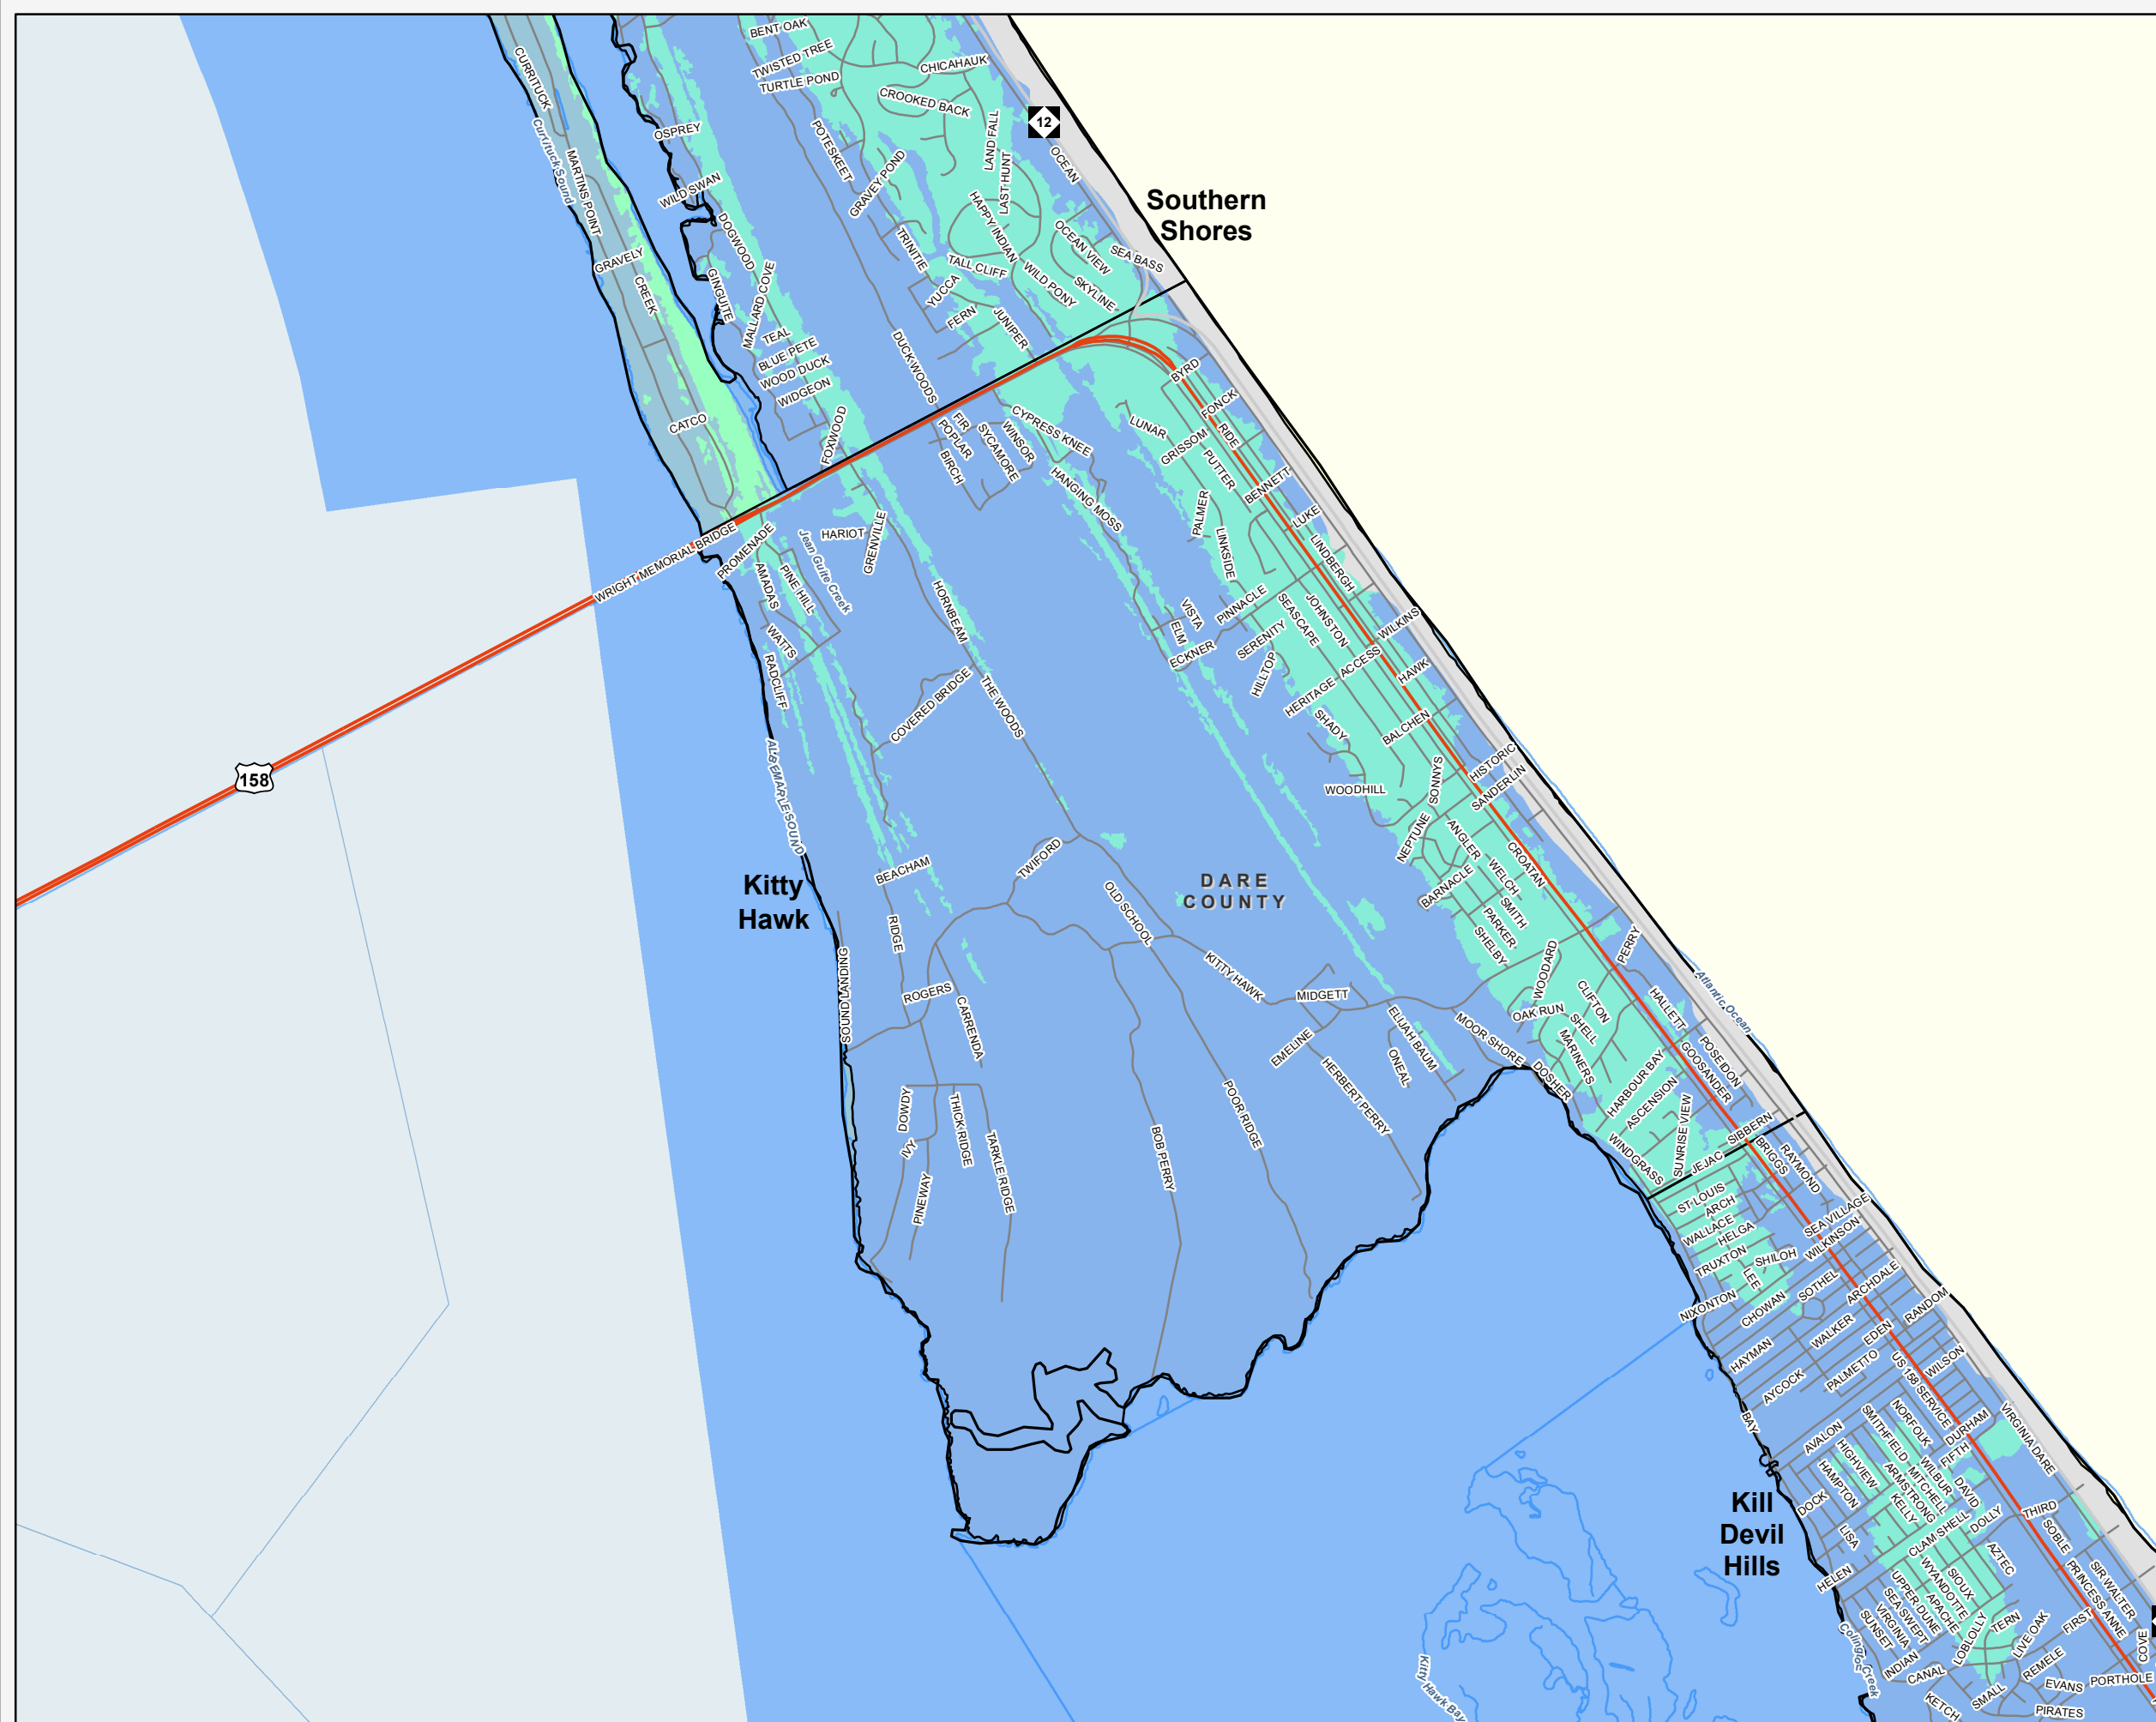 BENT OAK
TWISTED TREE
TURTLE POND
CHICAHAUK
CROOKED BACK
CURRITUCK
Currituck Sound
MARTINS POINT
OSPREY
WILD SWAN
POTESKEET
GRAVEY POND
LAND FALL
LAST HUNT
12
OCEAN
Southern
Shores
HAPPY INDIAN
OCEAN VIEW
SEA BASS
DOGWOOD
TRINITIE
TALL CLIFF
WILD PONY
SKYLINE
GRAVELY
CREEK
GINGUITE
MALLARD COVE
YUCCA
FERN
JUNIPER
TEAL
BLUE PETE
WOOD DUCK
WIDGEON
DUCK WOODS
CATCO
FOXWOOD
FIR
POPLAR
BIRCH
SYCAMORE
WINSOR
CYPRESS KNEE
HANGING MOSS
BYRD
FONCK
LUNAR
GRISSOM
RIDE
PUTTER
BENNETT
PALMER
LUKE
LINKSIDE
LINDBERGH
WRIGHT MEMORIAL BRIDGE
PROMENADE
HARIOT
GRENVILLE
Jean Guite Creek
AMADAS
PINE HILL
WATTS
RADCLIFF
HORNBEAM
VISTA
ELM
ECKNER
PINNACLE
SERENITY
HILLTOP
SEASCAPE
JOHNSTON
WILKINS
HERITAGE
ACCESS
HAWK
SHADY
BALCHEN
COVERED BRIDGE
THE WOODS
158
ALBEMARLE SOUND
WOODHILL
SONNYS
HISTORIC
SANDERLIN
NEPTUNE
ANGLER
CROATAN
WELCH
BARNACLE
SMITH
PARKER
SHELBY
Kitty
Hawk
BEACHAM
TWIFORD
OLD SCHOOL
DARE
COUNTY
RIDGE
SOUND LANDING
ROGERS
CARRENDA
KITTY HAWK
MIDGETT
WOODARD
PERRY
Atlantic Ocean
CLIFTON
OAK RUN
SHELL
HALLETT
EMELINE
ELIJAH BAUM
MOOR SHORE
MARINERS
POSEIDON
GOOSANDER
ONEAL
DOSHER
HARBOUR BAY
ASCENSION
HERBERT PERRY
DOWDY
THICK RIDGE
IVY
TARKLE RIDGE
PINEWAY
BOB PERRY
POOR RIDGE
WINDGRASS
SUNRISE VIEW
SIBBERN
JEJAC
BRIGGS
RAYMOND
ST LOUIS
ARCH
WALLACE
HELGA
TRUXTON
SHILOH
LEE
SEA VILLAGE
WILKINSON
NIXONTON
CHOWAN
SOTHEL
ARCHDALE
RANDOM
HAYMAN
WALKER
EDEN
AYCOCK
PALMETTO
US 158 SERVICE
WILSON
BAY
AVALON
SMITHFIELD
NORFOLK
DURHAM
FIFTH
VIRGINIA DARE
HIGHVIEW
HAMPTON
ARMSTRONG
MITCHELL
WILBUR
DAVID
KELLY
DOCK
LISA
Kill
Devil
Hills
CLAM SHELL
DOLLY
THIRD
SOBLE
AZTEC
HELEN
SIOUX
WYANDOTTE
APACHE
UPPER DUNE
SEA SWEPT
VIRGINIA
SUNSET
PRINCESS ANNE
SIR WALTER
TERN
LOBLOLLY
LIVE OAK
FIRST
COVE
INDIAN
CANAL
REMELE
EVANS
PORTHOLE
SMALL
KETCH
PIRATES
Kitty Hawk Bay